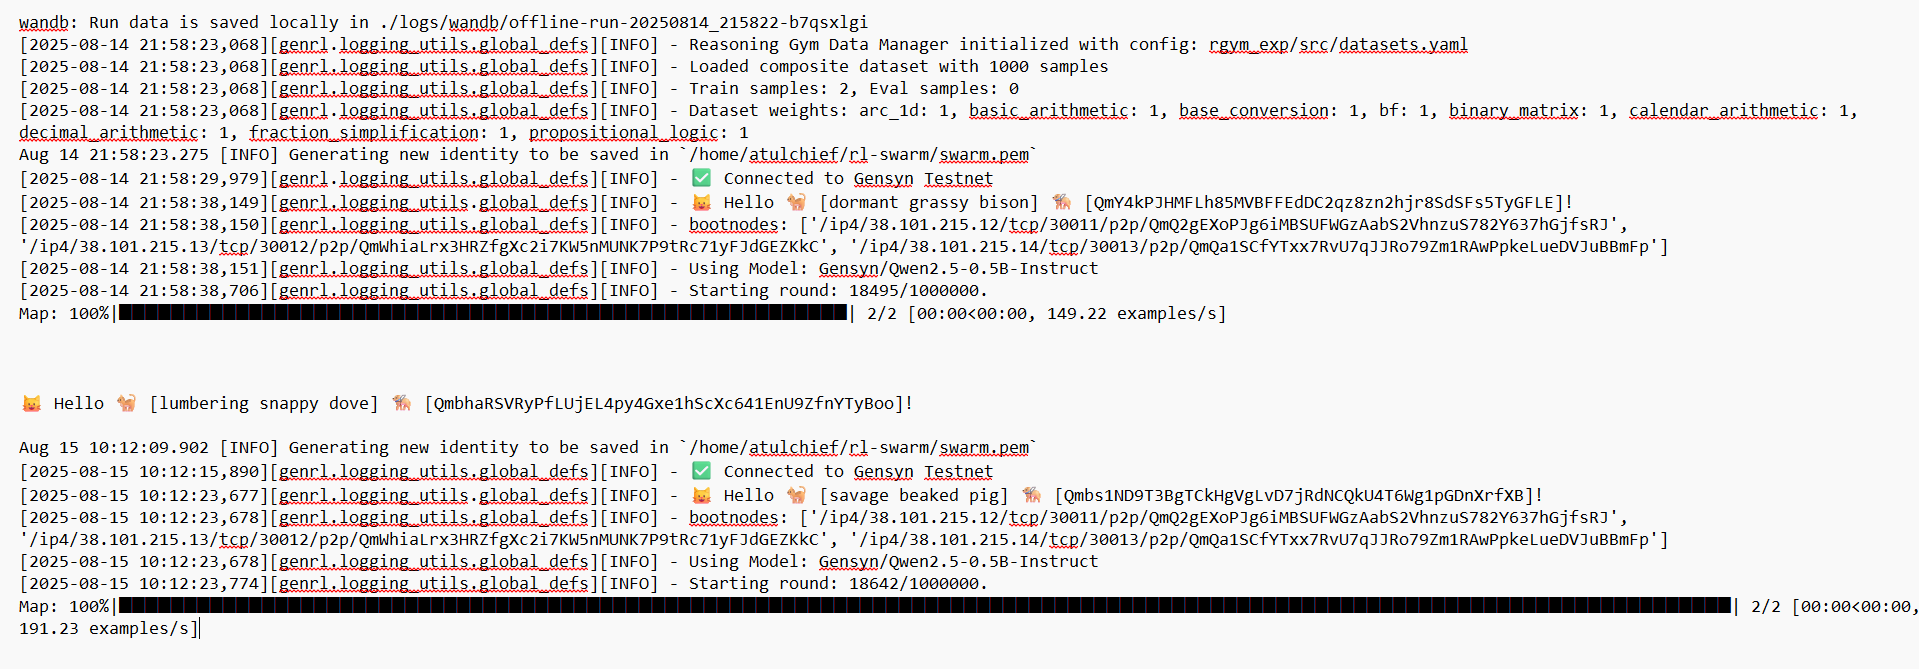 wandb: Run data is saved locally in ./logs/wandb/offline-run-20250814_215822-b7qsxlgi
[2025-08-14 21:58:23,068][genrl.logging_utils.global_defs][INFO] - Reasoning Gym Data Manager initialized with config: rgym_exp/src/datasets.yaml
[2025-08-14 21:58:23,068][genrl.logging_utils.global_defs][INFO] - Loaded composite dataset with 1000 samples
[2025-08-14 21:58:23,068][genrl.logging_utils.global_defs][INFO] - Train samples: 2, Eval samples: 0
[2025-08-14 21:58:23,068][genrl.logging_utils.global_defs][INFO] - Dataset weights: arc_1d: 1, basic_arithmetic: 1, base_conversion: 1, bf: 1, binary_matrix: 1, calendar_arithmetic: 1,
decimal_arithmetic: 1, fraction_simplification: 1, propositional_logic: 1
Aug 14 21:58:23.275 [INFO] Generating new identity to be saved in `/home/atulchief/rl-swarm/swarm.pem`
[2025-08-14 21:58:29,979][genrl.logging_utils.global_defs][INFO] - ✅ Connected to Gensyn Testnet
[2025-08-14 21:58:38,149][genrl.logging_utils.global_defs][INFO] - 🐱 Hello 🐈 [dormant grassy bison] 🐐 [QmY4kPJHMFLh85MVBFFEdDC2qz8zn2hjr8SdSFs5TyGFLE]!
[2025-08-14 21:58:38,150][genrl.logging_utils.global_defs][INFO] - bootnodes: ['/ip4/38.101.215.12/tcp/30011/p2p/QmQ2gEXoPJg6iMBSUFWGzAabS2VhnzuS782Y637hGjfsRJ',
'/ip4/38.101.215.13/tcp/30012/p2p/QmWhiaLrx3HRZfgXc2i7KW5nMUNK7P9tRc71yFJdGEZKkC', '/ip4/38.101.215.14/tcp/30013/p2p/QmQa1SCfYTxx7RvU7qJJRo79Zm1RAwPpkeLueDVJuBBmFp']
[2025-08-14 21:58:38,151][genrl.logging_utils.global_defs][INFO] - Using Model: Gensyn/Qwen2.5-0.5B-Instruct
[2025-08-14 21:58:38,706][genrl.logging_utils.global_defs][INFO] - Starting round: 18495/1000000.
Map: 100%|██████████| 2/2 [00:00<00:00, 149.22 examples/s]
🐱 Hello 🐈 [lumbering snappy dove] 🐐 [QmbhaRSVRyPfLUjEL4py4Gxe1hScXc641EnU9ZfnYTyBoo]!
Aug 15 10:12:09.902 [INFO] Generating new identity to be saved in `/home/atulchief/rl-swarm/swarm.pem`
[2025-08-15 10:12:15,890][genrl.logging_utils.global_defs][INFO] - ✅ Connected to Gensyn Testnet
[2025-08-15 10:12:23,677][genrl.logging_utils.global_defs][INFO] - 🐱 Hello 🐈 [savage beaked pig] 🐐 [Qmbs1ND9T3BgTCkHgVgLvD7jRdNCQkU4T6Wg1pGDnXrfXB]!
[2025-08-15 10:12:23,678][genrl.logging_utils.global_defs][INFO] - bootnodes: ['/ip4/38.101.215.12/tcp/30011/p2p/QmQ2gEXoPJg6iMBSUFWGzAabS2VhnzuS782Y637hGjfsRJ',
'/ip4/38.101.215.13/tcp/30012/p2p/QmWhiaLrx3HRZfgXc2i7KW5nMUNK7P9tRc71yFJdGEZKkC', '/ip4/38.101.215.14/tcp/30013/p2p/QmQa1SCfYTxx7RvU7qJJRo79Zm1RAwPpkeLueDVJuBBmFp']
[2025-08-15 10:12:23,678][genrl.logging_utils.global_defs][INFO] - Using Model: Gensyn/Qwen2.5-0.5B-Instruct
[2025-08-15 10:12:23,774][genrl.logging_utils.global_defs][INFO] - Starting round: 18642/1000000.
Map: 100%|██████████| 2/2 [00:00<00:00,
191.23 examples/s]